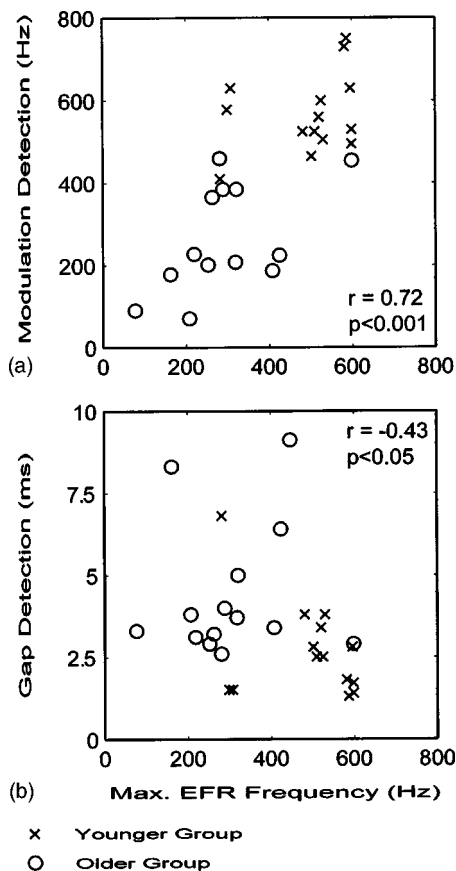 800
600
400
200
0
Modulation Detection (Hz)
r = 0.72
p<0.001
(a)
0 200 400 600 800
10
7.5
5
2.5
0
Gap Detection (ms)
r = -0.43
p<0.05
(b)
0 200 400 600 800
Max. EFR Frequency (Hz)
× Younger Group
O Older Group